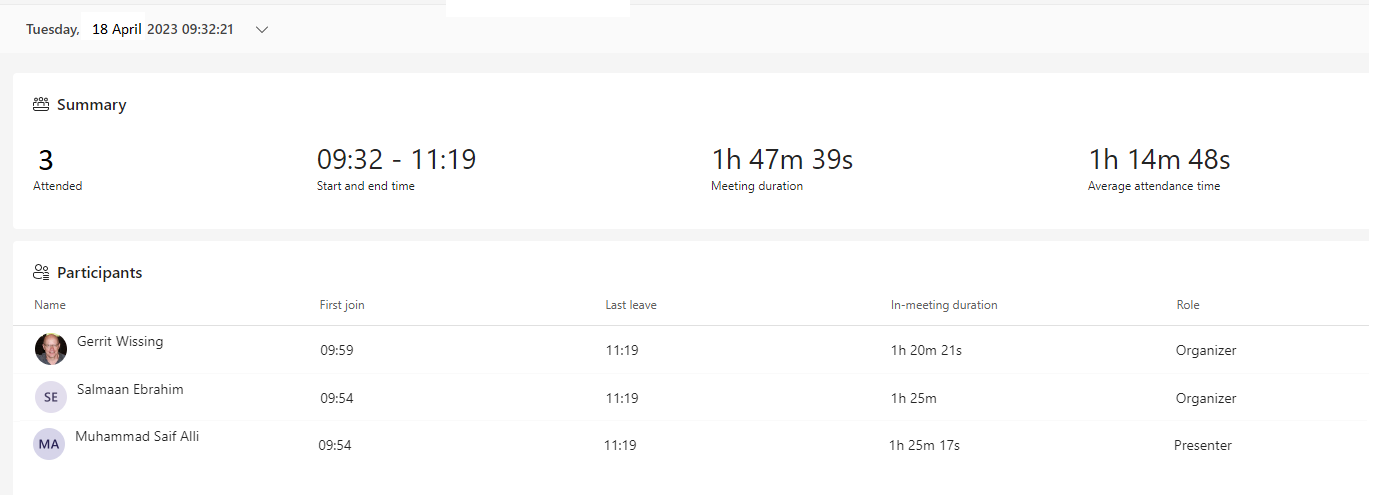 Tuesday, 18 April 2023 09:32:21
Summary
3 09:32 - 11:19 1h 47m 39s 1h 14m 48s
Attended Start and end time Meeting duration Average attendance time
Participants
Name First join Last leave In-meeting duration Role
Gerrit Wissing 09:59 11:19 1h 20m 21s Organizer
SE Salmaan Ebrahim 09:54 11:19 1h 25m Organizer
MA Muhammad Saif Alli 09:54 11:19 1h 25m 17s Presenter